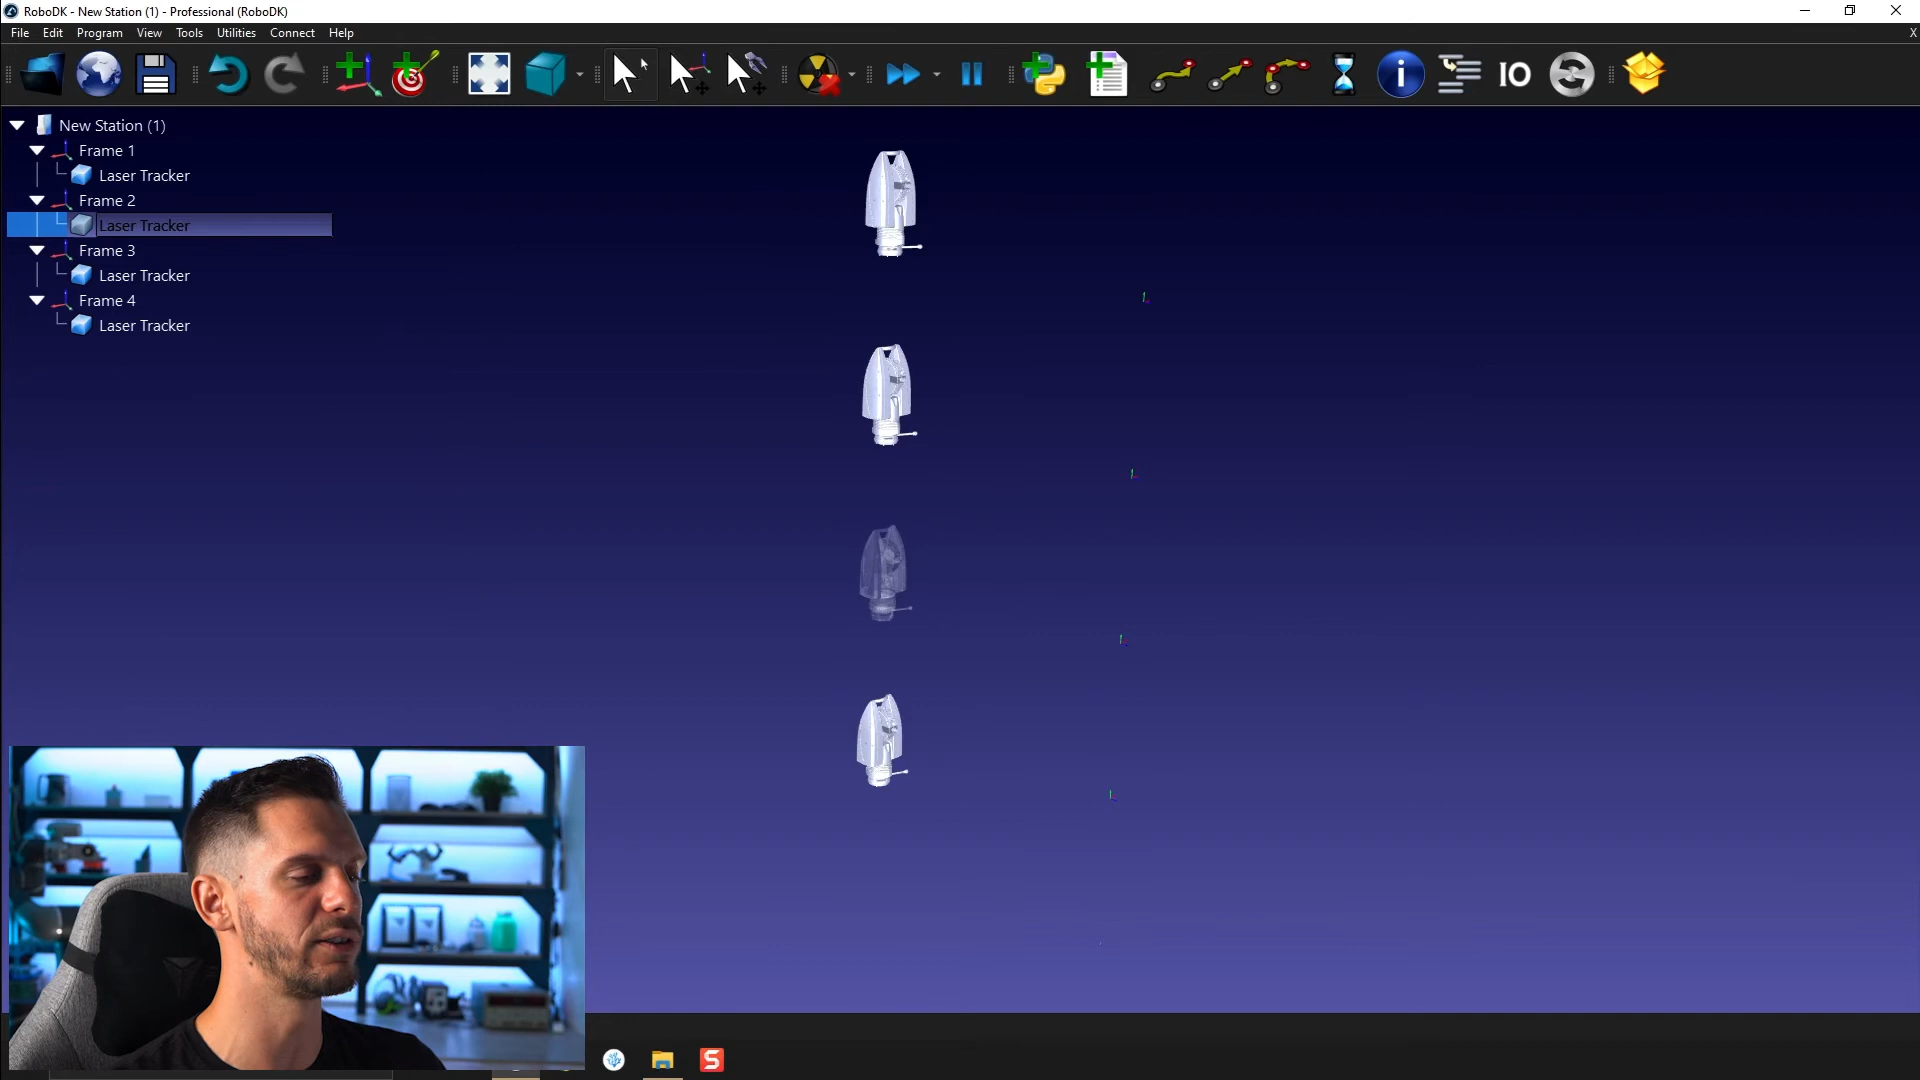 RoboDK - New Station (1) - Professional (RoboDK)
File Edit Program View Tools Utilities Connect Help
X
IO
New Station (1)
Frame 1
Laser Tracker
Frame 2
Laser Tracker
Frame 3
Laser Tracker
Frame 4
Laser Tracker
S